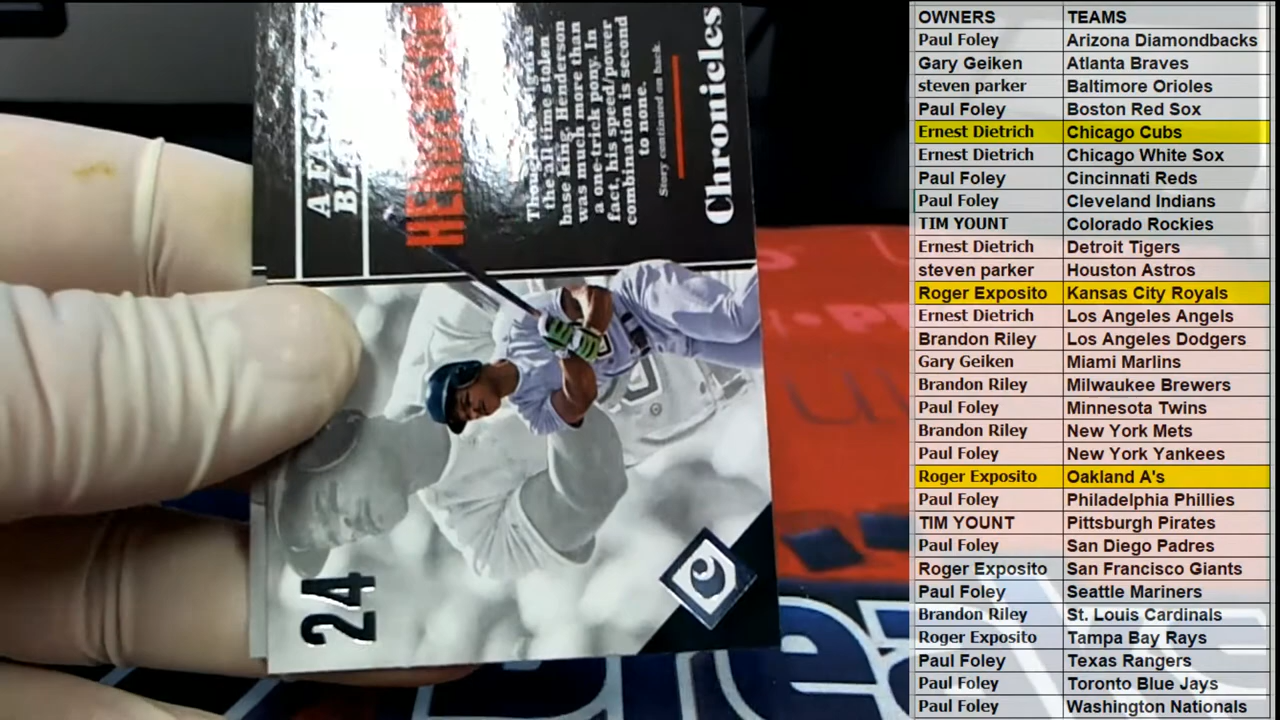 A FAST
BL
HENDERSON
Though he reigns as
the all-time stolen
base king, Henderson
was much more than
a one-trick pony. In
fact, his speed/power
combination is second
to none.
Story continued on back.
Chronicles
24
C
OWNERS TEAMS
Paul Foley Arizona Diamondbacks
Gary Geiken Atlanta Braves
steven parker Baltimore Orioles
Paul Foley Boston Red Sox
Ernest Dietrich Chicago Cubs
Ernest Dietrich Chicago White Sox
Paul Foley Cincinnati Reds
Paul Foley Cleveland Indians
TIM YOUNT Colorado Rockies
Ernest Dietrich Detroit Tigers
steven parker Houston Astros
Roger Exposito Kansas City Royals
Ernest Dietrich Los Angeles Angels
Brandon Riley Los Angeles Dodgers
Gary Geiken Miami Marlins
Brandon Riley Milwaukee Brewers
Paul Foley Minnesota Twins
Brandon Riley New York Mets
Paul Foley New York Yankees
Roger Exposito Oakland A's
Paul Foley Philadelphia Phillies
TIM YOUNT Pittsburgh Pirates
Paul Foley San Diego Padres
Roger Exposito San Francisco Giants
Paul Foley Seattle Mariners
Brandon Riley St. Louis Cardinals
Roger Exposito Tampa Bay Rays
Paul Foley Texas Rangers
Paul Foley Toronto Blue Jays
Paul Foley Washington Nationals